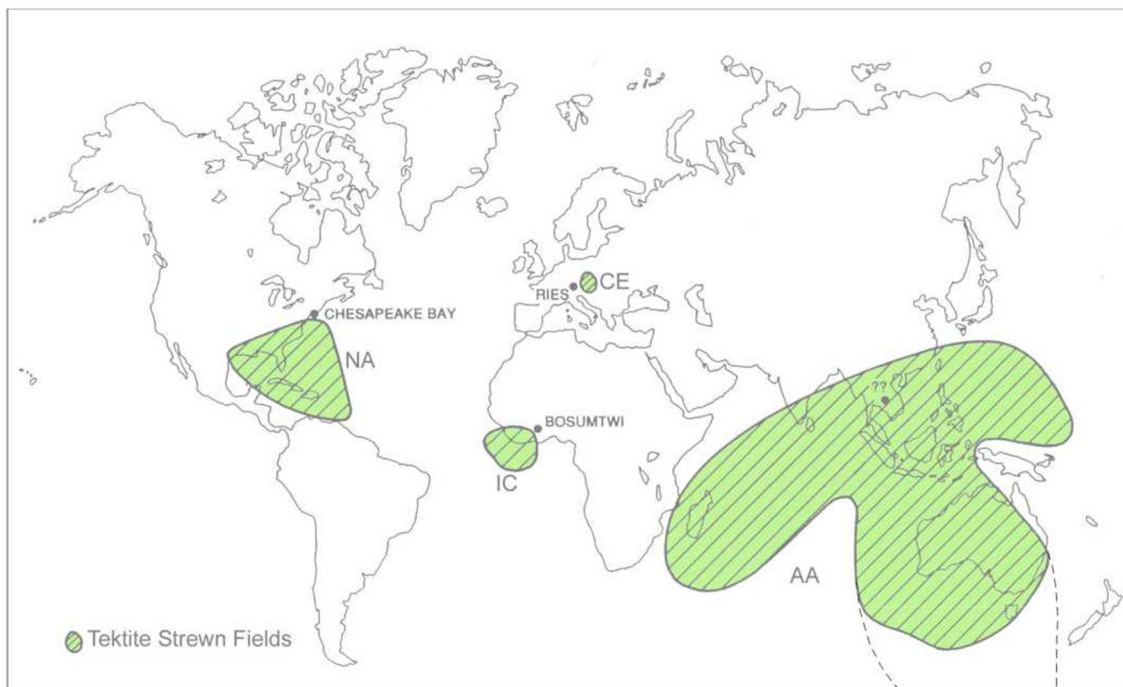 CE
RIES
CHESAPEAKE BAY
NA
??
BOSUMTWI
IC
AA
Tektite Strewn Fields